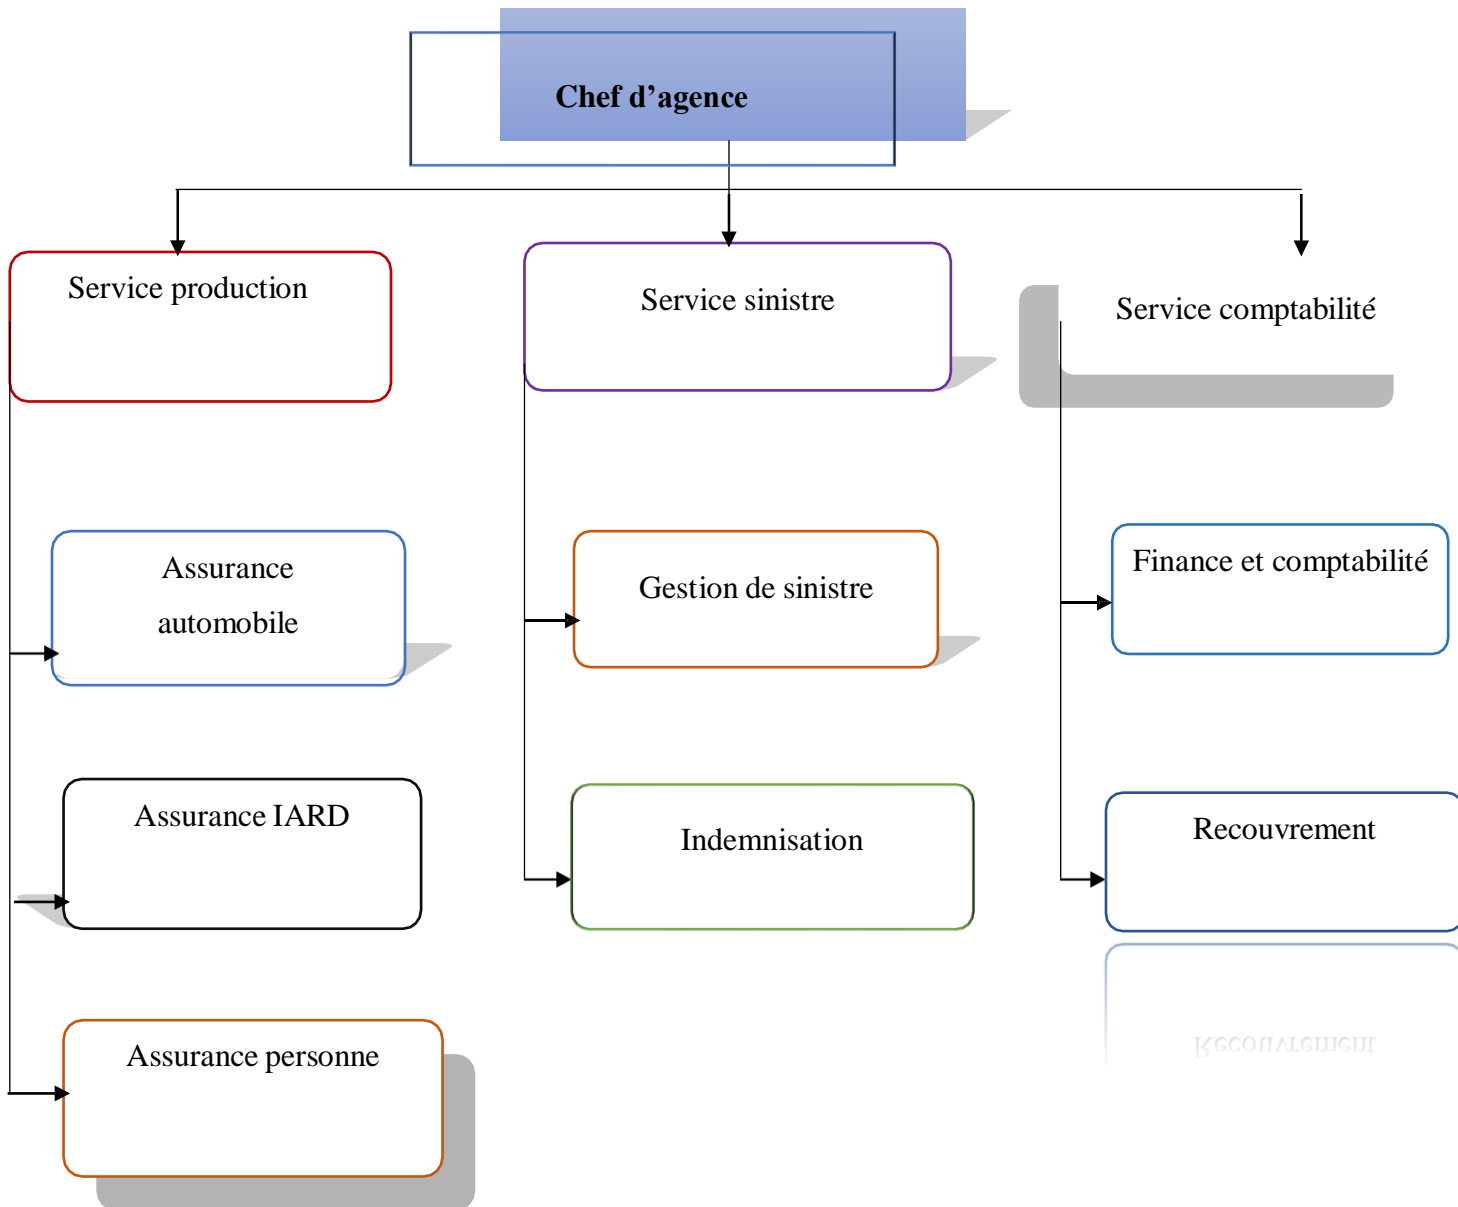 Chef d’agence
Service production
Service sinistre
Service comptabilité
Assurance
automobile
Gestion de sinistre
Finance et comptabilité
Assurance IARD
Indemnisation
Recouvrement
Assurance personne